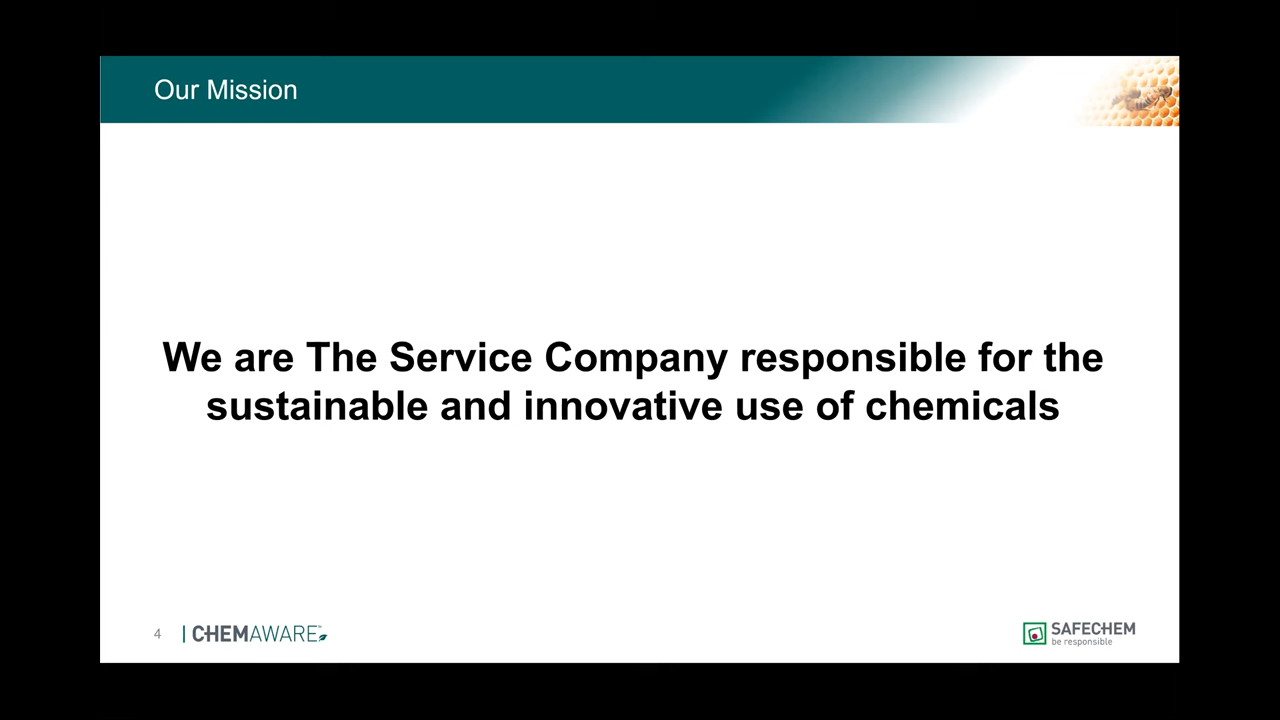 Our Mission
We are The Service Company responsible for the
sustainable and innovative use of chemicals
4
CHEMAWARE
SAFECHEM
be responsible